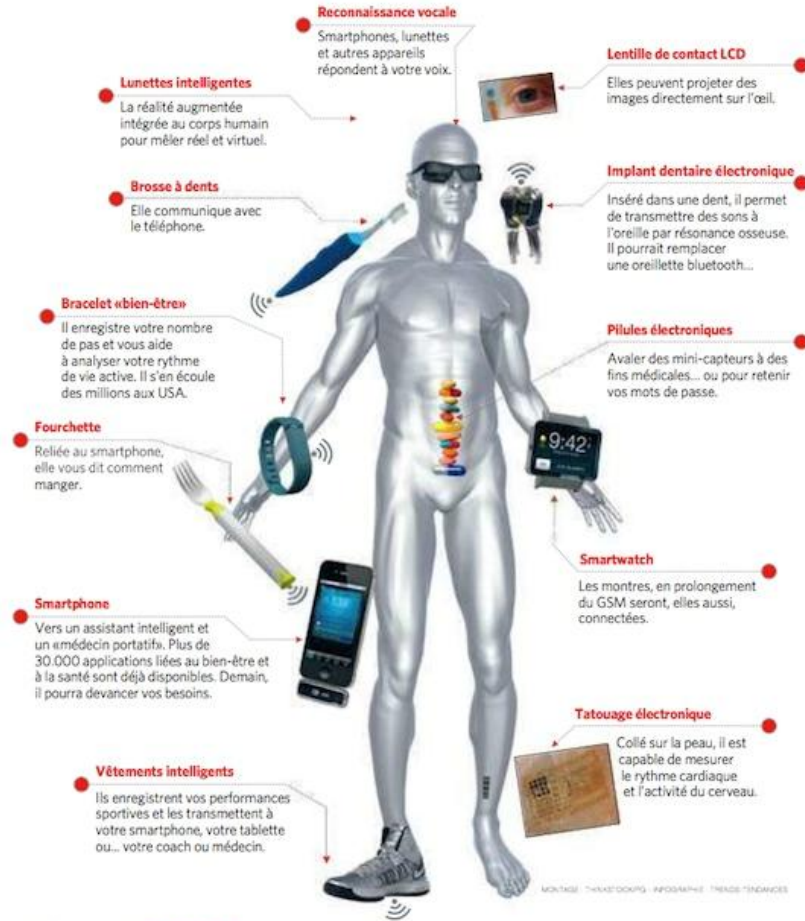 Reconnaissance vocale
Smartphones, lunettes
et autres appareils
répondent à votre voix.
Lentille de contact LCD
Elles peuvent projeter des
images directement sur l'œil.
Lunettes intelligentes
La réalité augmentée
intégrée au corps humain
pour mêler réel et virtuel.
Implant dentaire électronique
Inséré dans une dent, il permet
de transmettre des sons à
l'oreille par résonance osseuse.
Il pourrait remplacer
une oreillette bluetooth...
Brosse à dents
Elle communique avec
le téléphone.
Bracelet «bien-être»
Il enregistre votre nombre
de pas et vous aide
à analyser votre rythme
de vie active. Il s'en écoule
des millions aux USA.
Pilules électroniques
Avaler des mini-capteurs à des
fins médicales... ou pour retenir
vos mots de passe.
Fourchette
Reliée au smartphone,
elle vous dit comment
manger.
9:42
Smartwatch
Les montres, en prolongement
du GSM seront, elles aussi,
connectées.
Smartphone
Vers un assistant intelligent et
un «médecin portatif». Plus de
30.000 applications liées au bien-être et
à la santé sont déjà disponibles. Demain,
il pourra devancer vos besoins.
Tatouage électronique
Collé sur la peau, il est
capable de mesurer
le rythme cardiaque
et l'activité du cerveau.
Vêtements intelligents
Ils enregistrent vos performances
sportives et les transmettent à
votre smartphone, votre tablette
ou... votre coach ou médecin.
MONTAGE : THINKSTOCK/PG - INFOGRAPHIE : TRENDS-TENDANCES